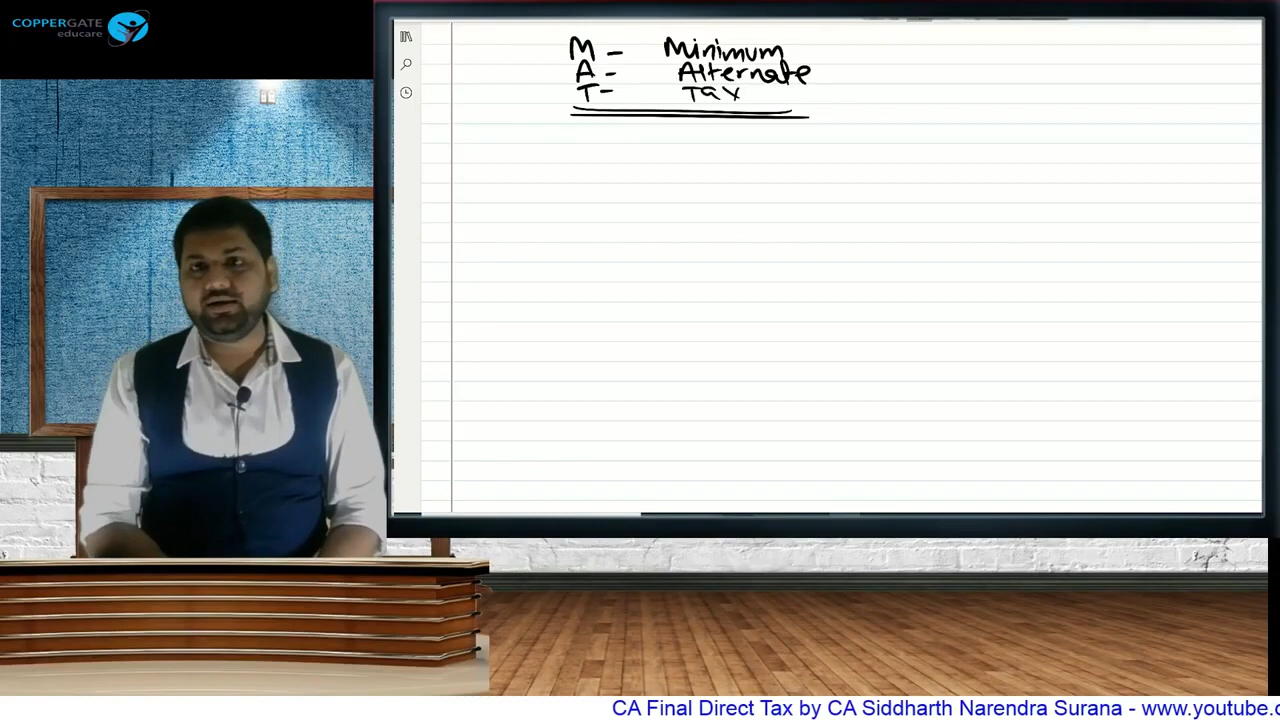 COPPERGATE
educare
M - Minimum
A - Alternate
T - Tax
CA Final Direct Tax by CA Siddharth Narendra Surana - www.youtube.c